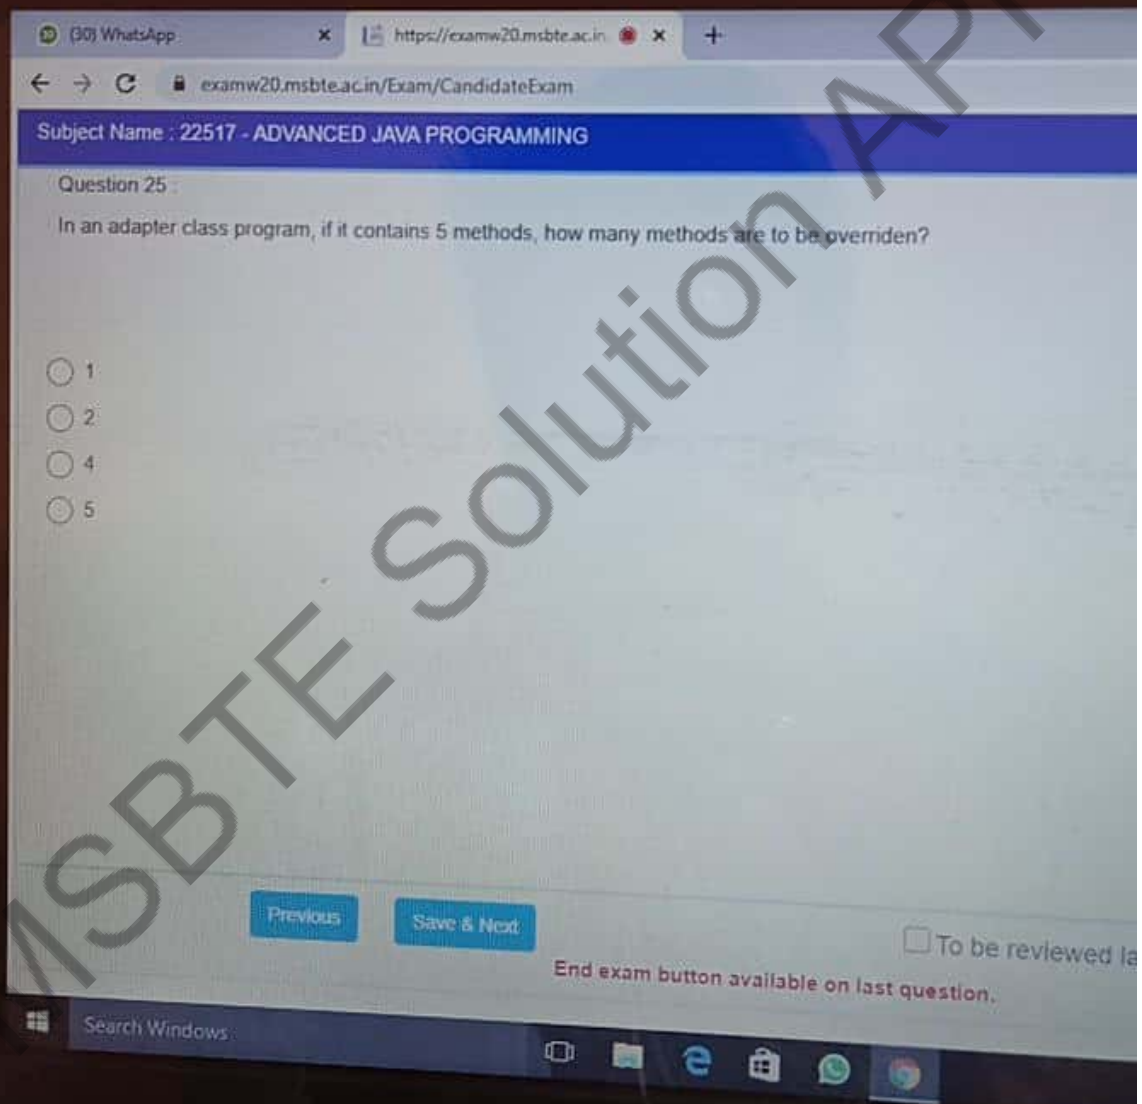 (30) WhatsApp
https://examw20.msbte.ac.in
examw20.msbte.ac.in/Exam/CandidateExam
Subject Name : 22517 - ADVANCED JAVA PROGRAMMING
Question 25 :
In an adapter class program, if it contains 5 methods, how many methods are to be overriden?
1
2
4
5
MSBTE Solution AP
Previous
Save & Next
To be reviewed la
End exam button available on last question.
Search Windows